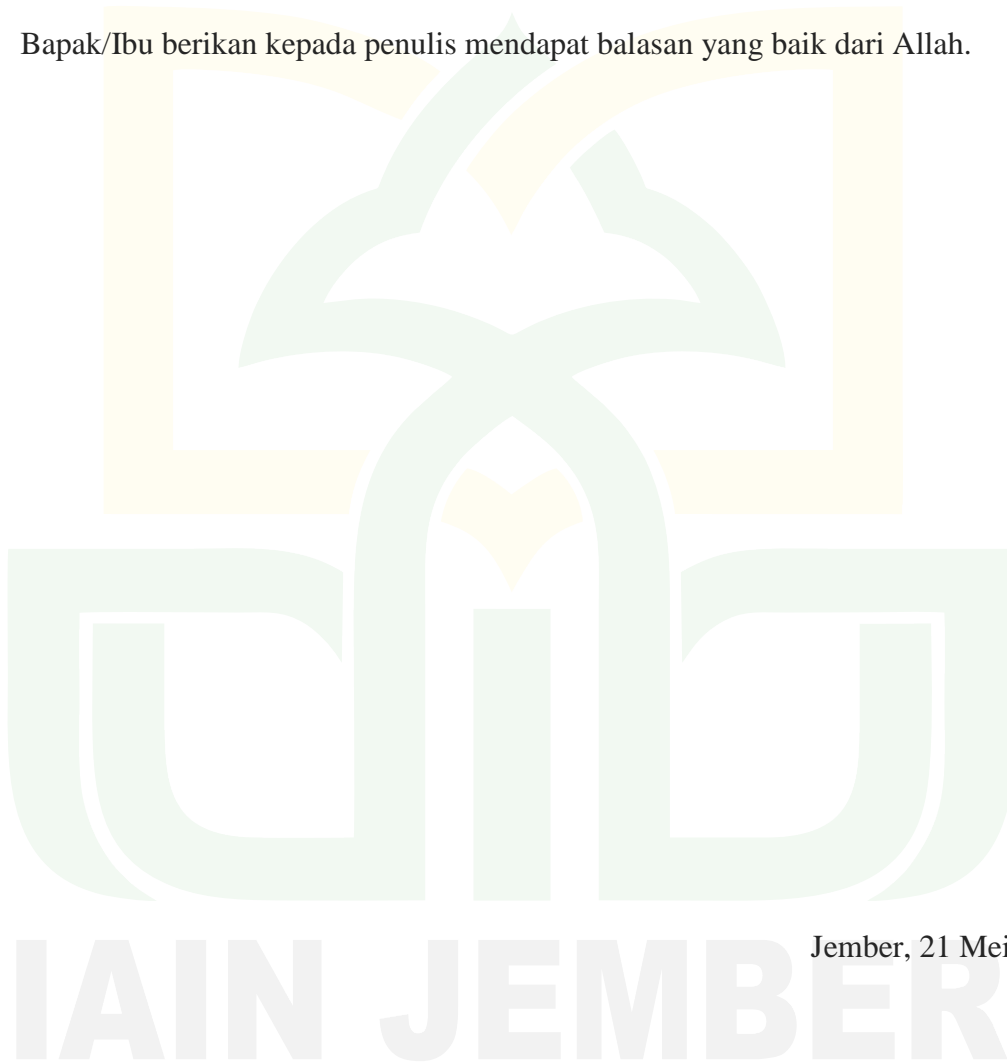 Bapak/Ibu berikan kepada penulis mendapat balasan yang baik dari Allah.
Jember, 21 Mei
IAIN JEMBER